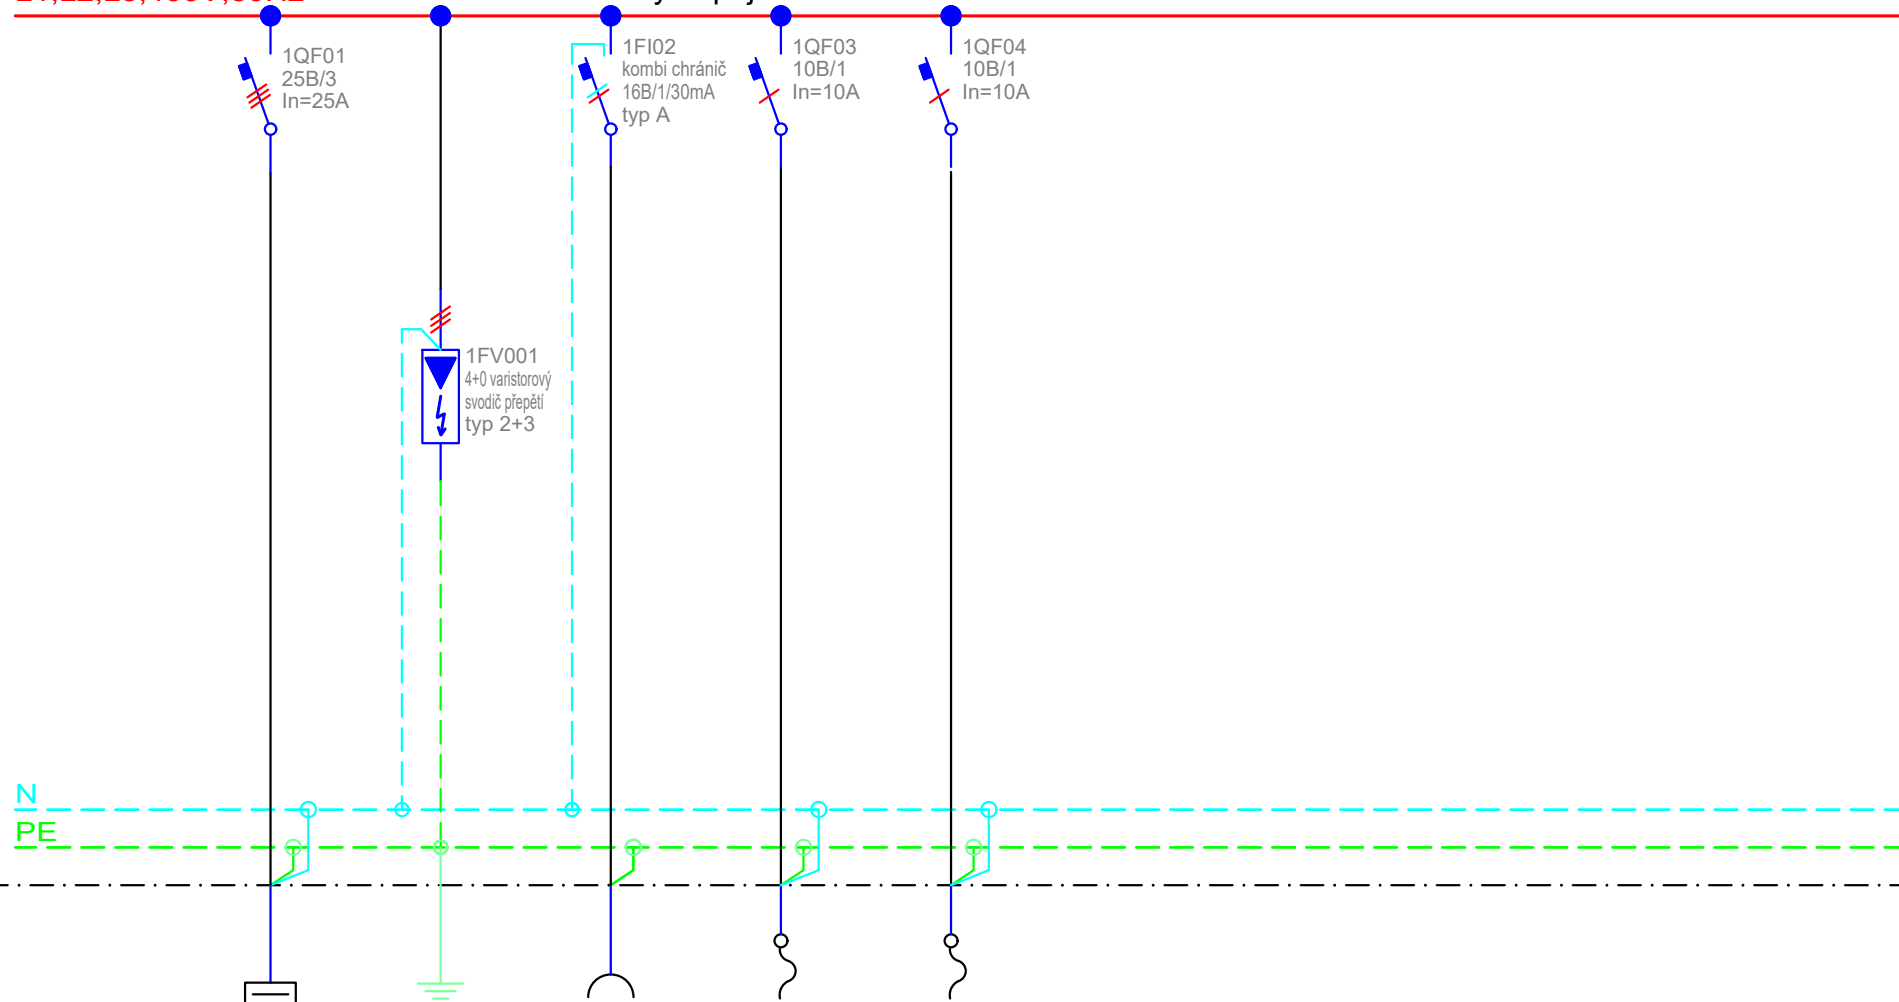 1QF01
25B/3
In=25A
1FI02
kombi chránič
16B/1/30mA
typ A
1QF03
10B/1
In=10A
1QF04
10B/1
In=10A
1FV001
4+0 varistorový
svodič přepětí
typ 2+3
N
PE